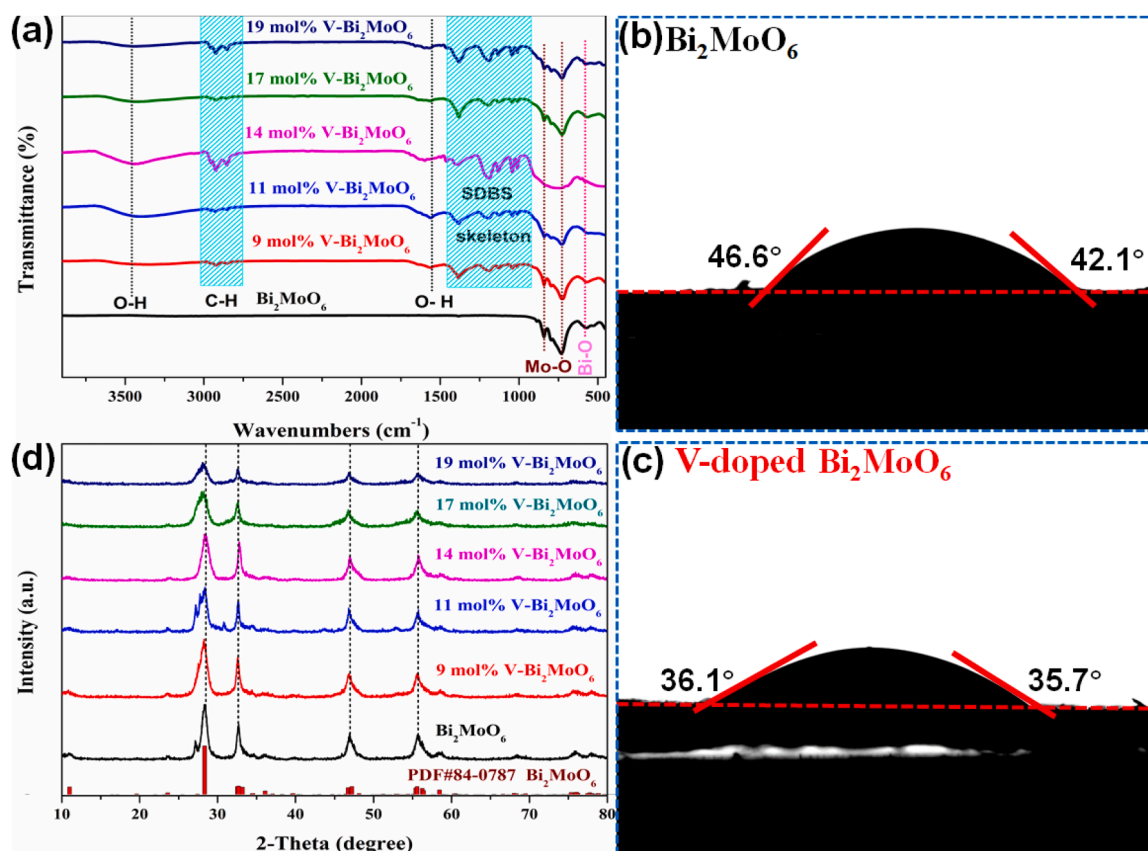 (a)
19 mol% V-Bi₂MoO₆
17 mol% V-Bi₂MoO₆
14 mol% V-Bi₂MoO₆
SDBS
11 mol% V-Bi₂MoO₆
skeleton
9 mol% V-Bi₂MoO₆
O-H
C-H
Bi₂MoO₆
O- H
Mo-O
Bi-O
Transmittance (%)
3500 3000 2500 2000 1500 1000 500
Wavenumbers (cm⁻¹)
(b) Bi₂MoO₆
46.6°
42.1°
(d)
19 mol% V-Bi₂MoO₆
17 mol% V-Bi₂MoO₆
14 mol% V-Bi₂MoO₆
11 mol% V-Bi₂MoO₆
9 mol% V-Bi₂MoO₆
Bi₂MoO₆
PDF#84-0787 Bi₂MoO₆
Intensity (a.u.)
10 20 30 40 50 60 70 80
2-Theta (degree)
(c) V-doped Bi₂MoO₆
36.1°
35.7°